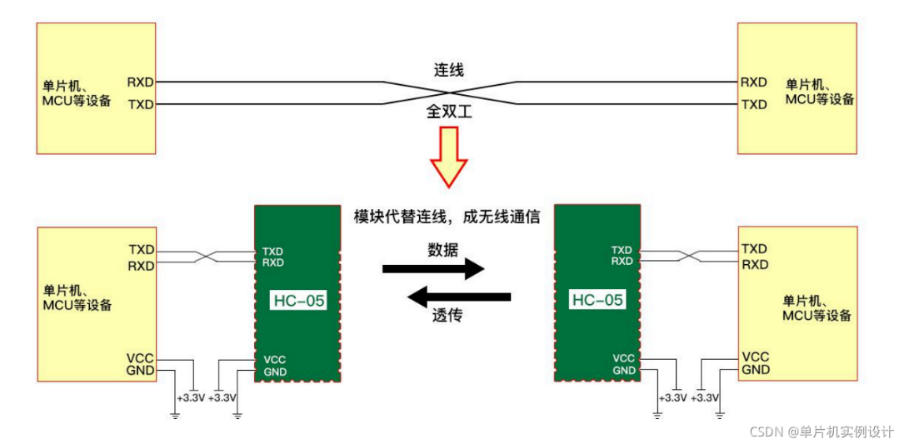 单片机、
MCU等设备
RXD
TXD
连线
全双工
RXD
TXD
单片机、
MCU等设备
模块代替连线，成无线通信
数据
透传
TXD
RXD
单片机、
MCU等设备
VCC
GND
+3.3V
+3.3V
TXD
RXD
HC-05
VCC
GND
TXD
RXD
HC-05
VCC
GND
+3.3V
+3.3V
TXD
RXD
单片机、
MCU等设备
VCC
GND
CSDN @单片机实例设计